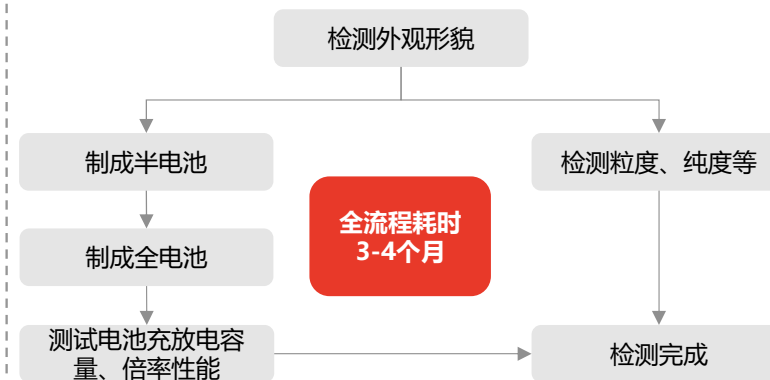 检测外观形貌
制成半电池
检测粒度、纯度等
全流程耗时
3-4个月
制成全电池
测试电池充放电容
量、倍率性能
检测完成